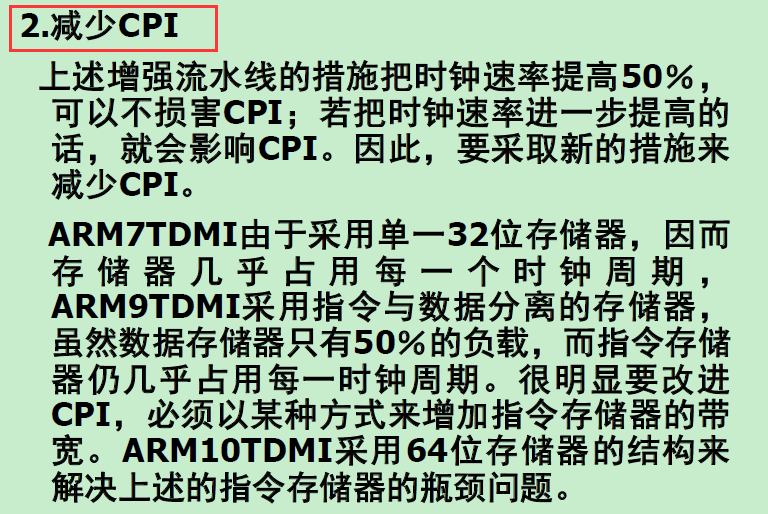 2.减少CPI
上述增强流水线的措施把时钟速率提高50%，
可以不损害CPI；若把时钟速率进一步提高的
话，就会影响CPI。因此，要采取新的措施来
减少CPI。
ARM7TDMI由于采用单一32位存储器，因而
存储器几乎占用每一个时钟周期，
ARM9TDMI采用指令与数据分离的存储器，
虽然数据存储器只有50%的负载，而指令存储
器仍几乎占用每一时钟周期。很明显要改进
CPI，必须以某种方式来增加指令存储器的带
宽。ARM10TDMI采用64位存储器的结构来
解决上述的指令存储器的瓶颈问题。